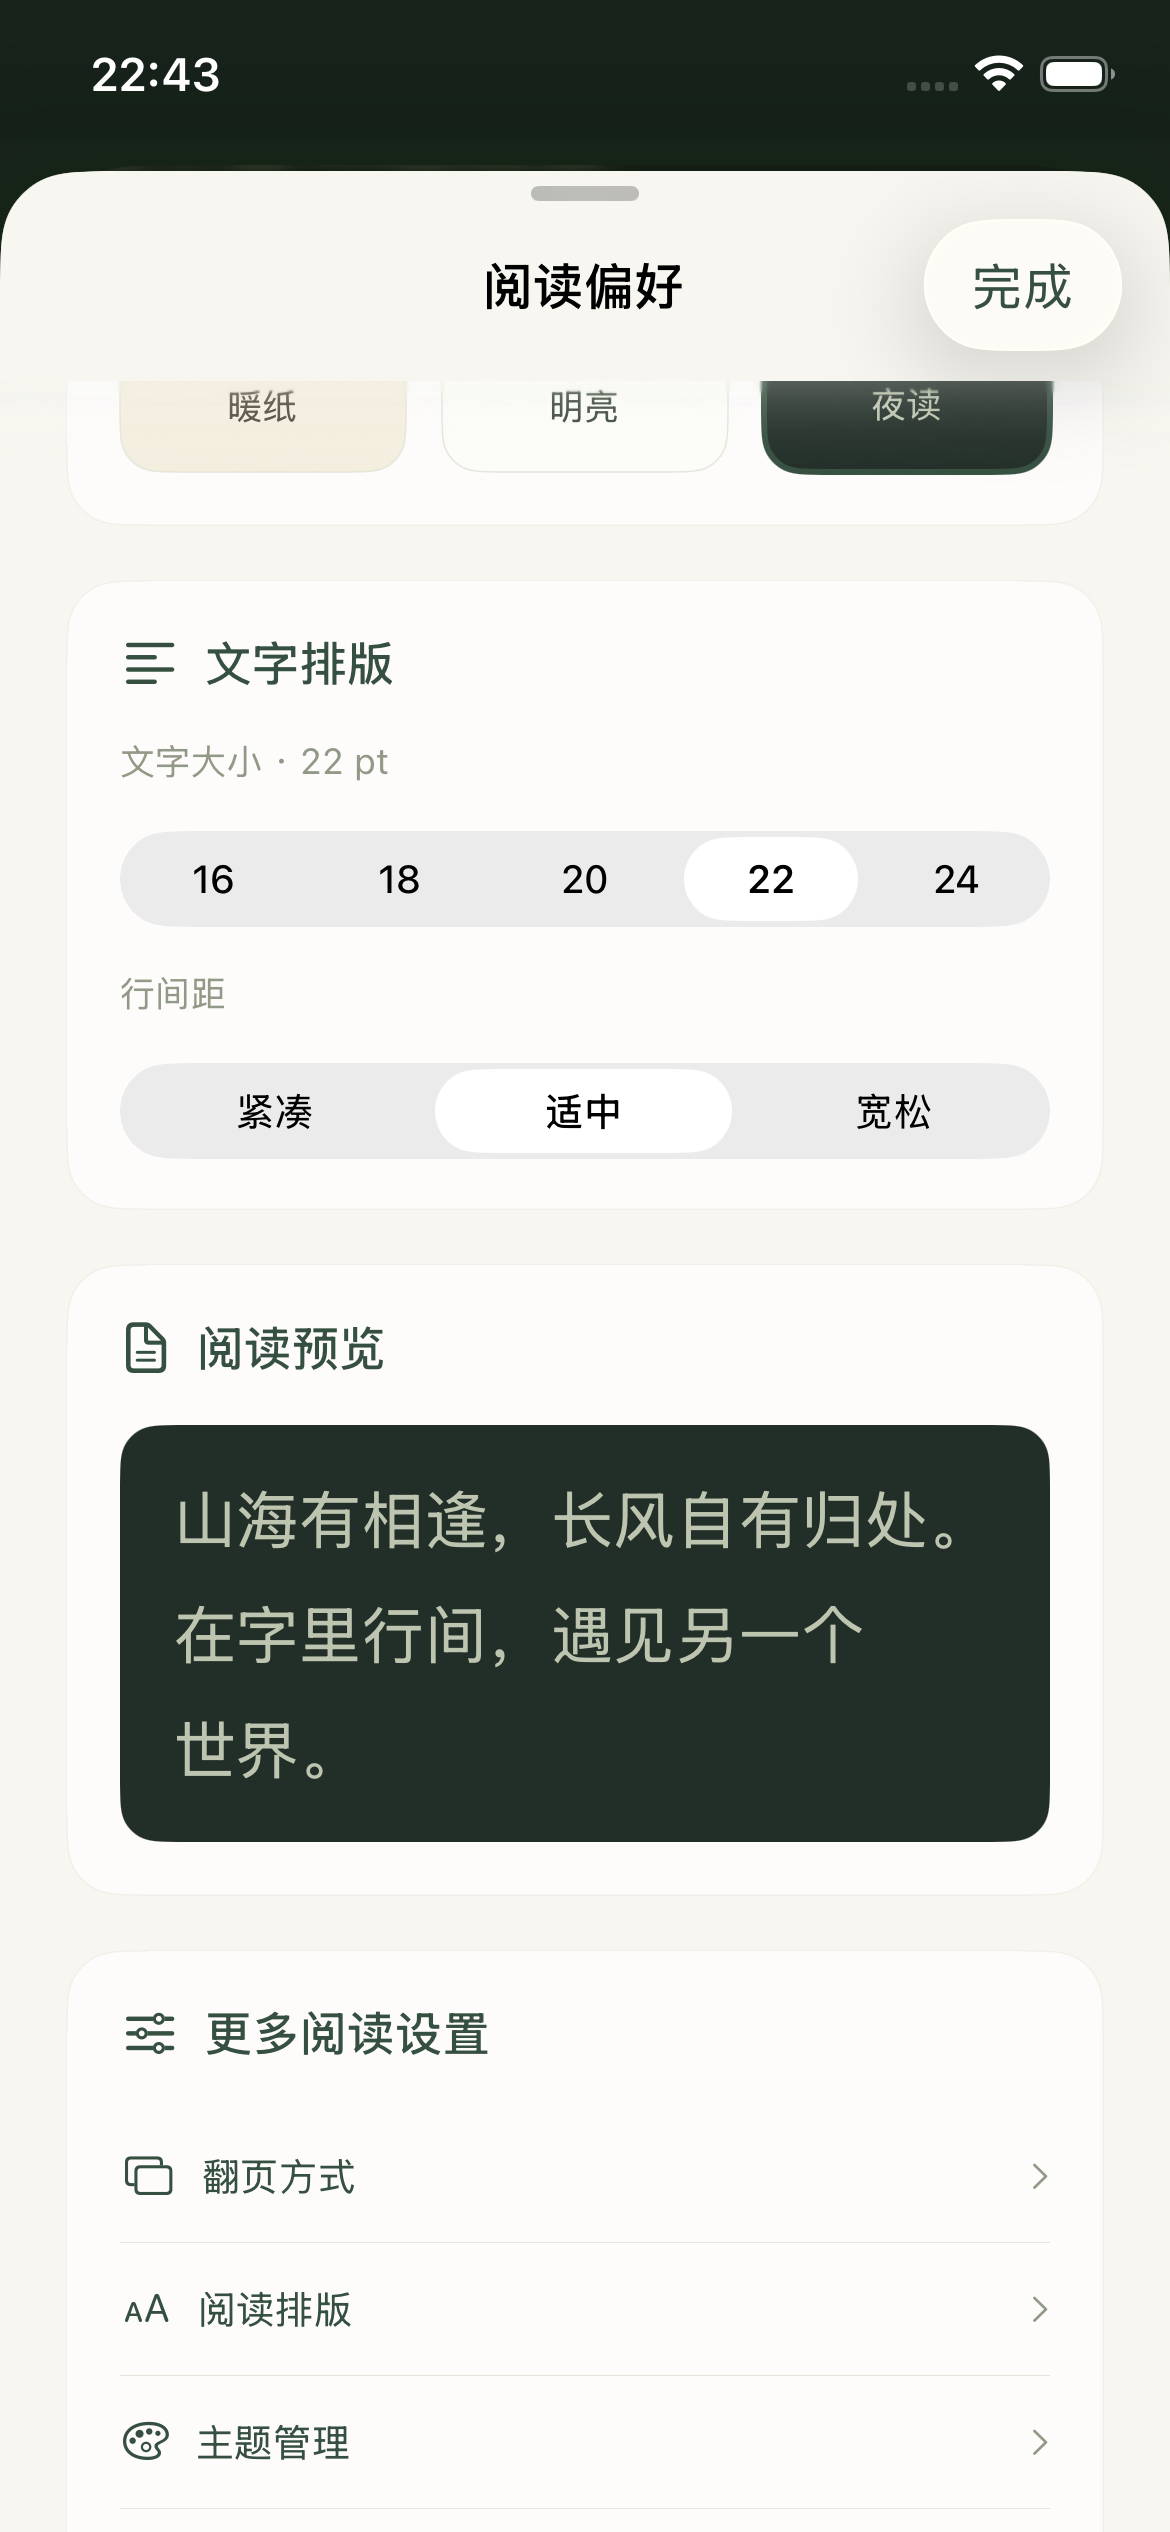 22:43
阅读偏好
完成
暖纸
明亮
夜读
文字排版
文字大小 · 22 pt
16
18
20
22
24
行间距
紧凑
适中
宽松
阅读预览
山海有相逢，长风自有归处。
在字里行间，遇见另一个
世界。
更多阅读设置
翻页方式
AA 阅读排版
主题管理